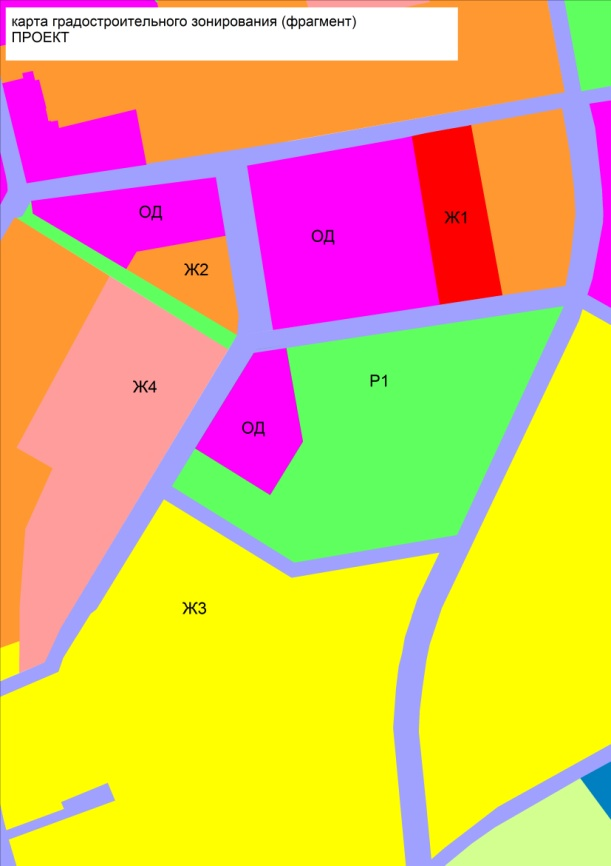 карта градостроительного зонирования (фрагмент)
ПРОЕКТ
ОД
ОД
Ж1
Ж2
Ж4
Р1
ОД
Ж3